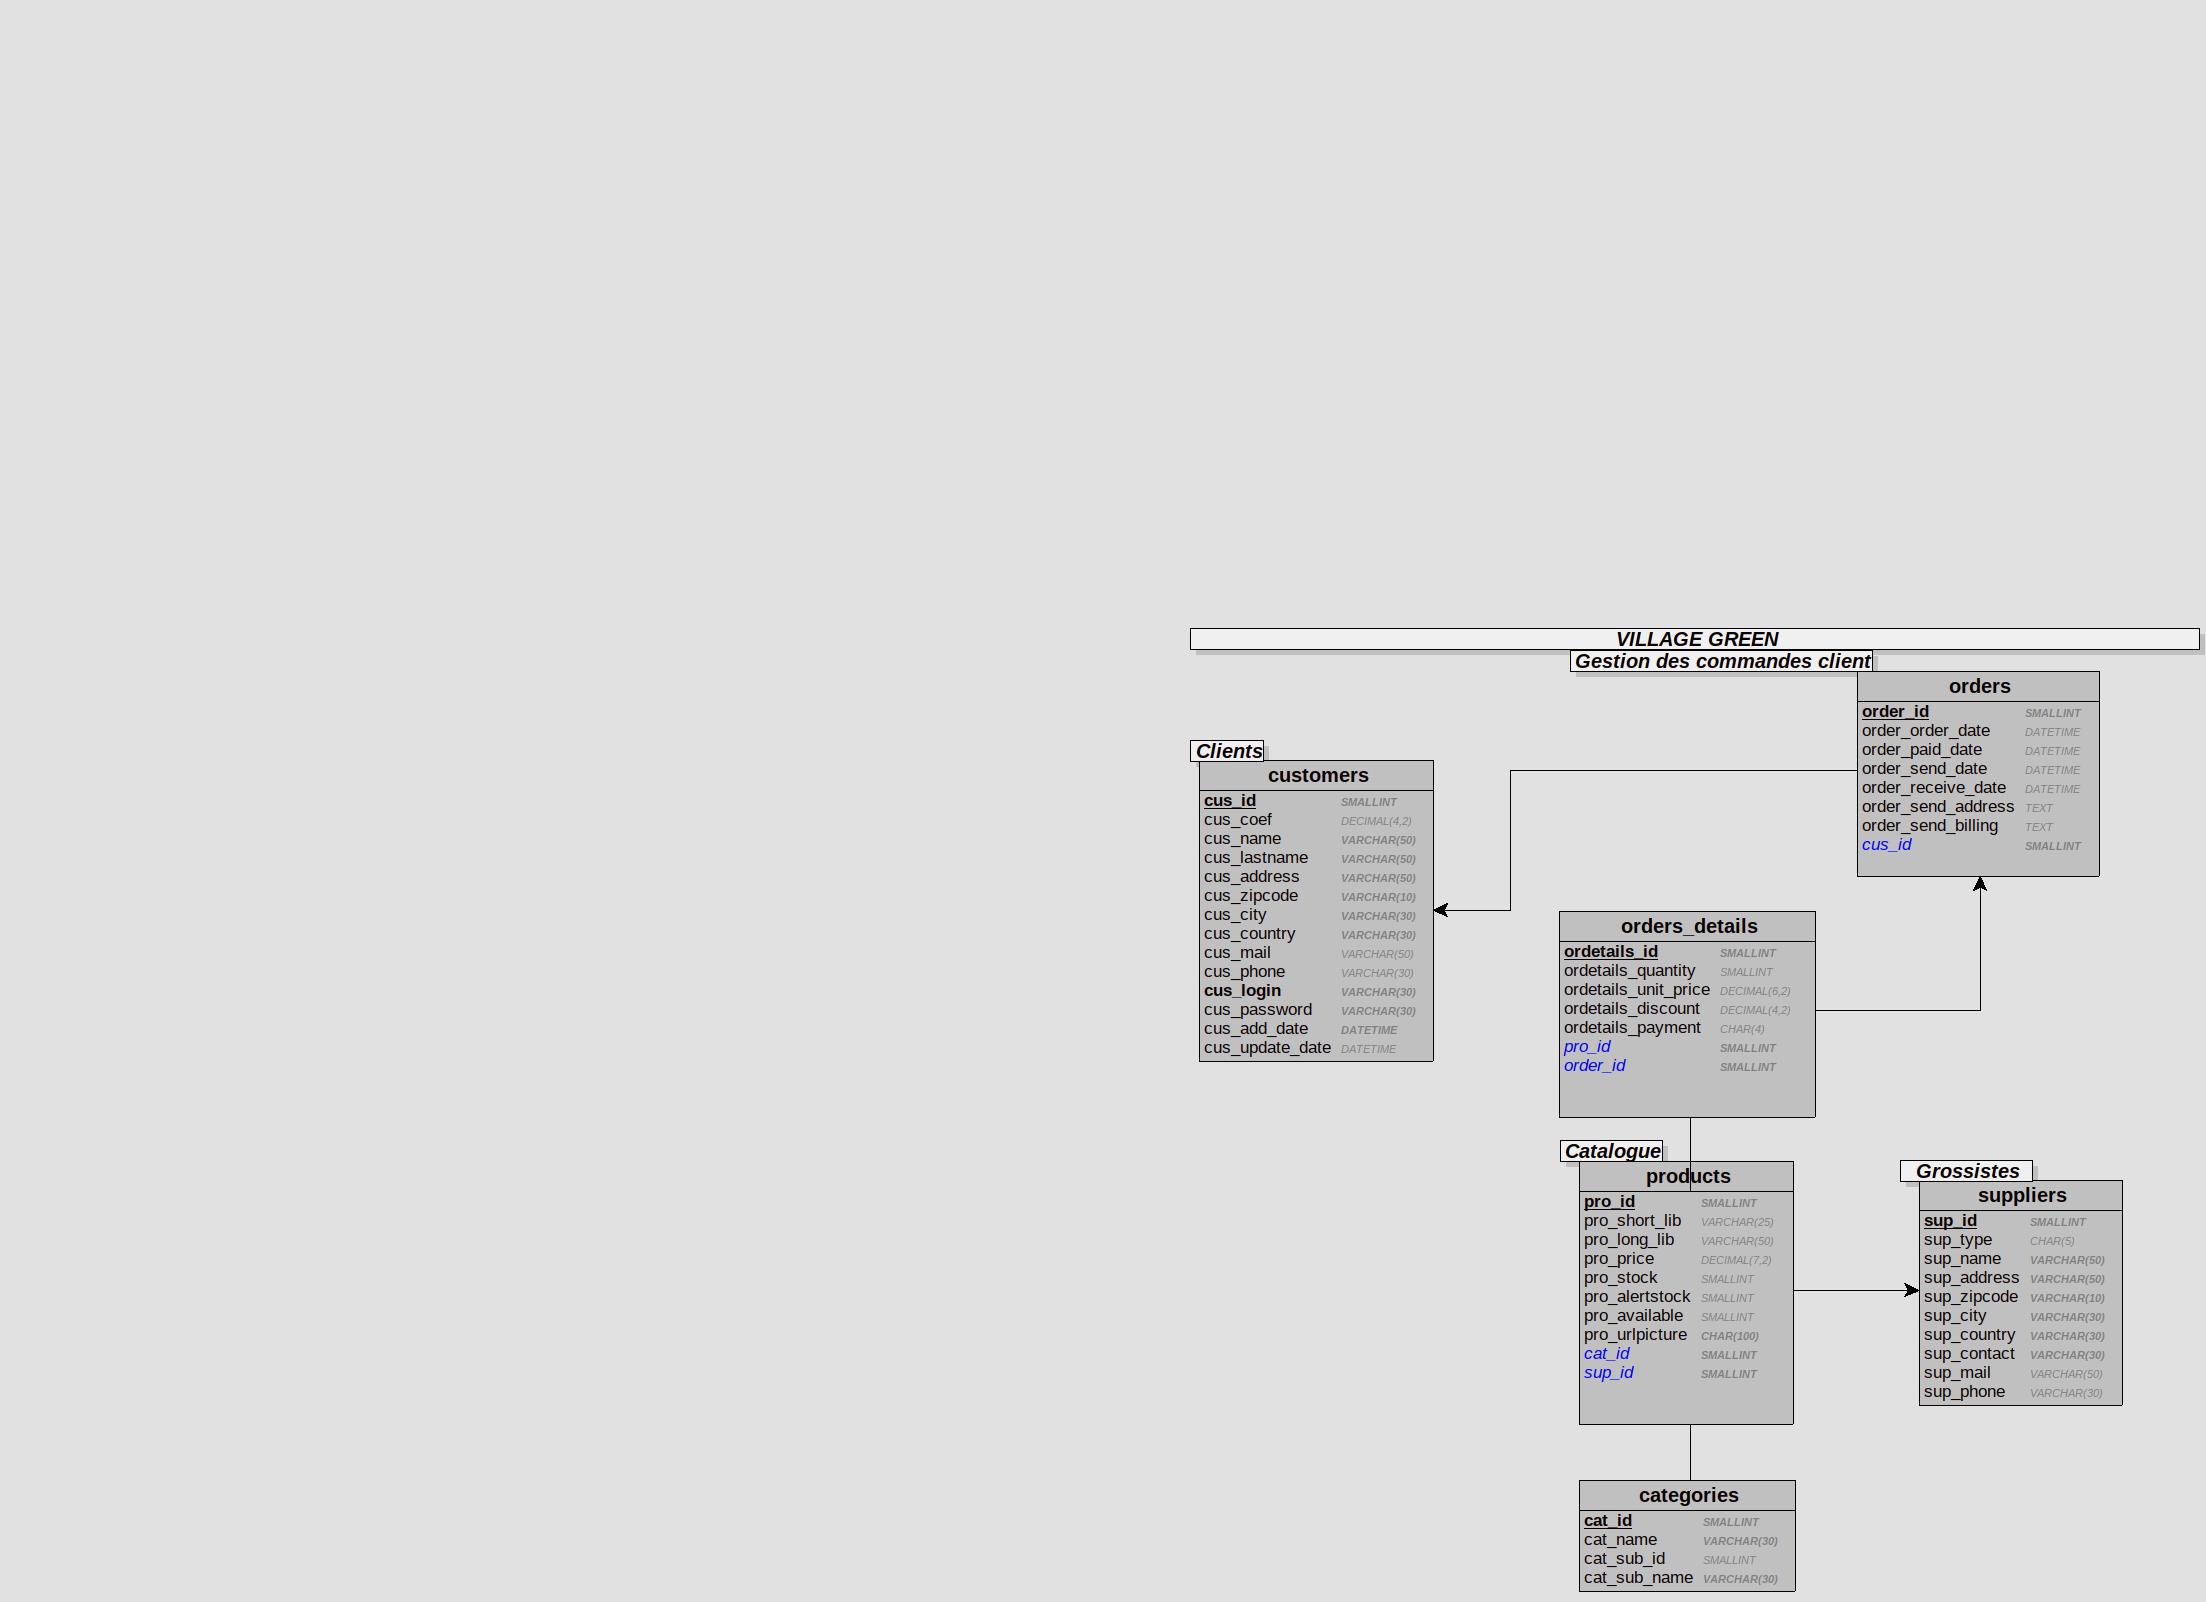 VILLAGE GREEN
Gestion des commandes client
orders
order_id SMALLINT
order_order_date DATETIME
order_paid_date DATETIME
order_send_date DATETIME
order_receive_date DATETIME
order_send_address TEXT
order_send_billing TEXT
cus_id SMALLINT
Clients
customers
cus_id SMALLINT
cus_coef DECIMAL(4,2)
cus_name VARCHAR(50)
cus_lastname VARCHAR(50)
cus_address VARCHAR(50)
cus_zipcode VARCHAR(10)
cus_city VARCHAR(30)
cus_country VARCHAR(30)
cus_mail VARCHAR(50)
cus_phone VARCHAR(30)
cus_login VARCHAR(30)
cus_password VARCHAR(30)
cus_add_date DATETIME
cus_update_date DATETIME
orders_details
ordetails_id SMALLINT
ordetails_quantity SMALLINT
ordetails_unit_price DECIMAL(6,2)
ordetails_discount DECIMAL(4,2)
ordetails_payment CHAR(4)
pro_id SMALLINT
order_id SMALLINT
Catalogue
products
pro_id SMALLINT
pro_short_lib VARCHAR(25)
pro_long_lib VARCHAR(50)
pro_price DECIMAL(7,2)
pro_stock SMALLINT
pro_alertstock SMALLINT
pro_available SMALLINT
pro_urlpicture CHAR(100)
cat_id SMALLINT
sup_id SMALLINT
Grossistes
suppliers
sup_id SMALLINT
sup_type CHAR(5)
sup_name VARCHAR(50)
sup_address VARCHAR(50)
sup_zipcode VARCHAR(10)
sup_city VARCHAR(30)
sup_country VARCHAR(30)
sup_contact VARCHAR(30)
sup_mail VARCHAR(50)
sup_phone VARCHAR(30)
categories
cat_id SMALLINT
cat_name VARCHAR(30)
cat_sub_id SMALLINT
cat_sub_name VARCHAR(30)